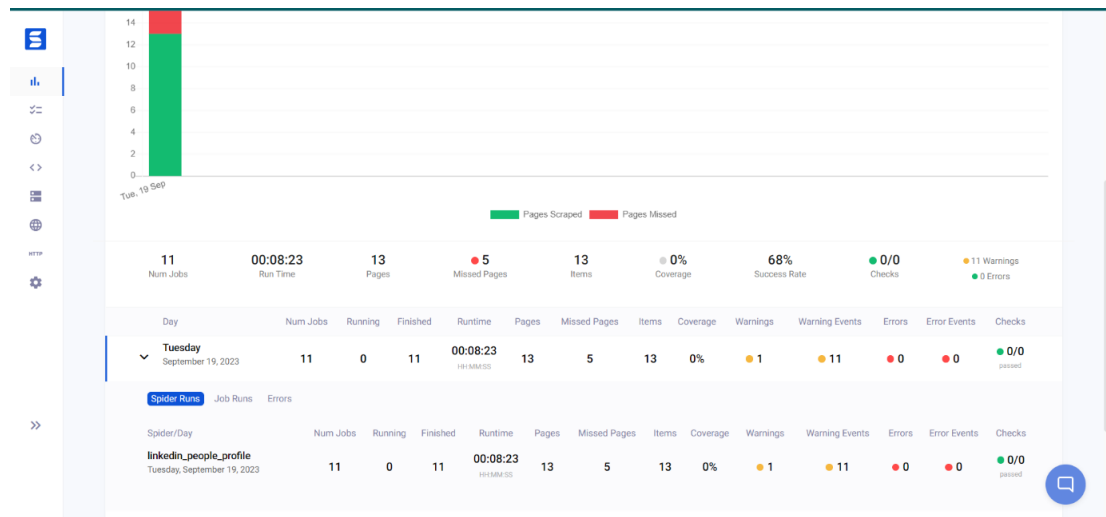 14
12
10
8
6
4
2
0
Tue, 19 Sep
Pages Scraped Pages Missed
11 00:08:23 13 5 13 0% 68% 0/0 11 Warnings
Num Jobs Run Time Pages Missed Pages Items Coverage Success Rate Checks 0 Errors
HTTP
Day Num Jobs Running Finished Runtime Pages Missed Pages Items Coverage Warnings Warning Events Errors Error Events Checks
Tuesday 11 0 11 00:08:23 13 5 13 0% 1 11 0 0 0/0
September 19, 2023 HH:MM:SS passed
Spider Runs Job Runs Errors
Spider/Day Num Jobs Running Finished Runtime Pages Missed Pages Items Coverage Warnings Warning Events Errors Error Events Checks
linkedin_people_profile 11 0 11 00:08:23 13 5 13 0% 1 11 0 0 0/0
Tuesday, September 19, 2023 HH:MM:SS passed